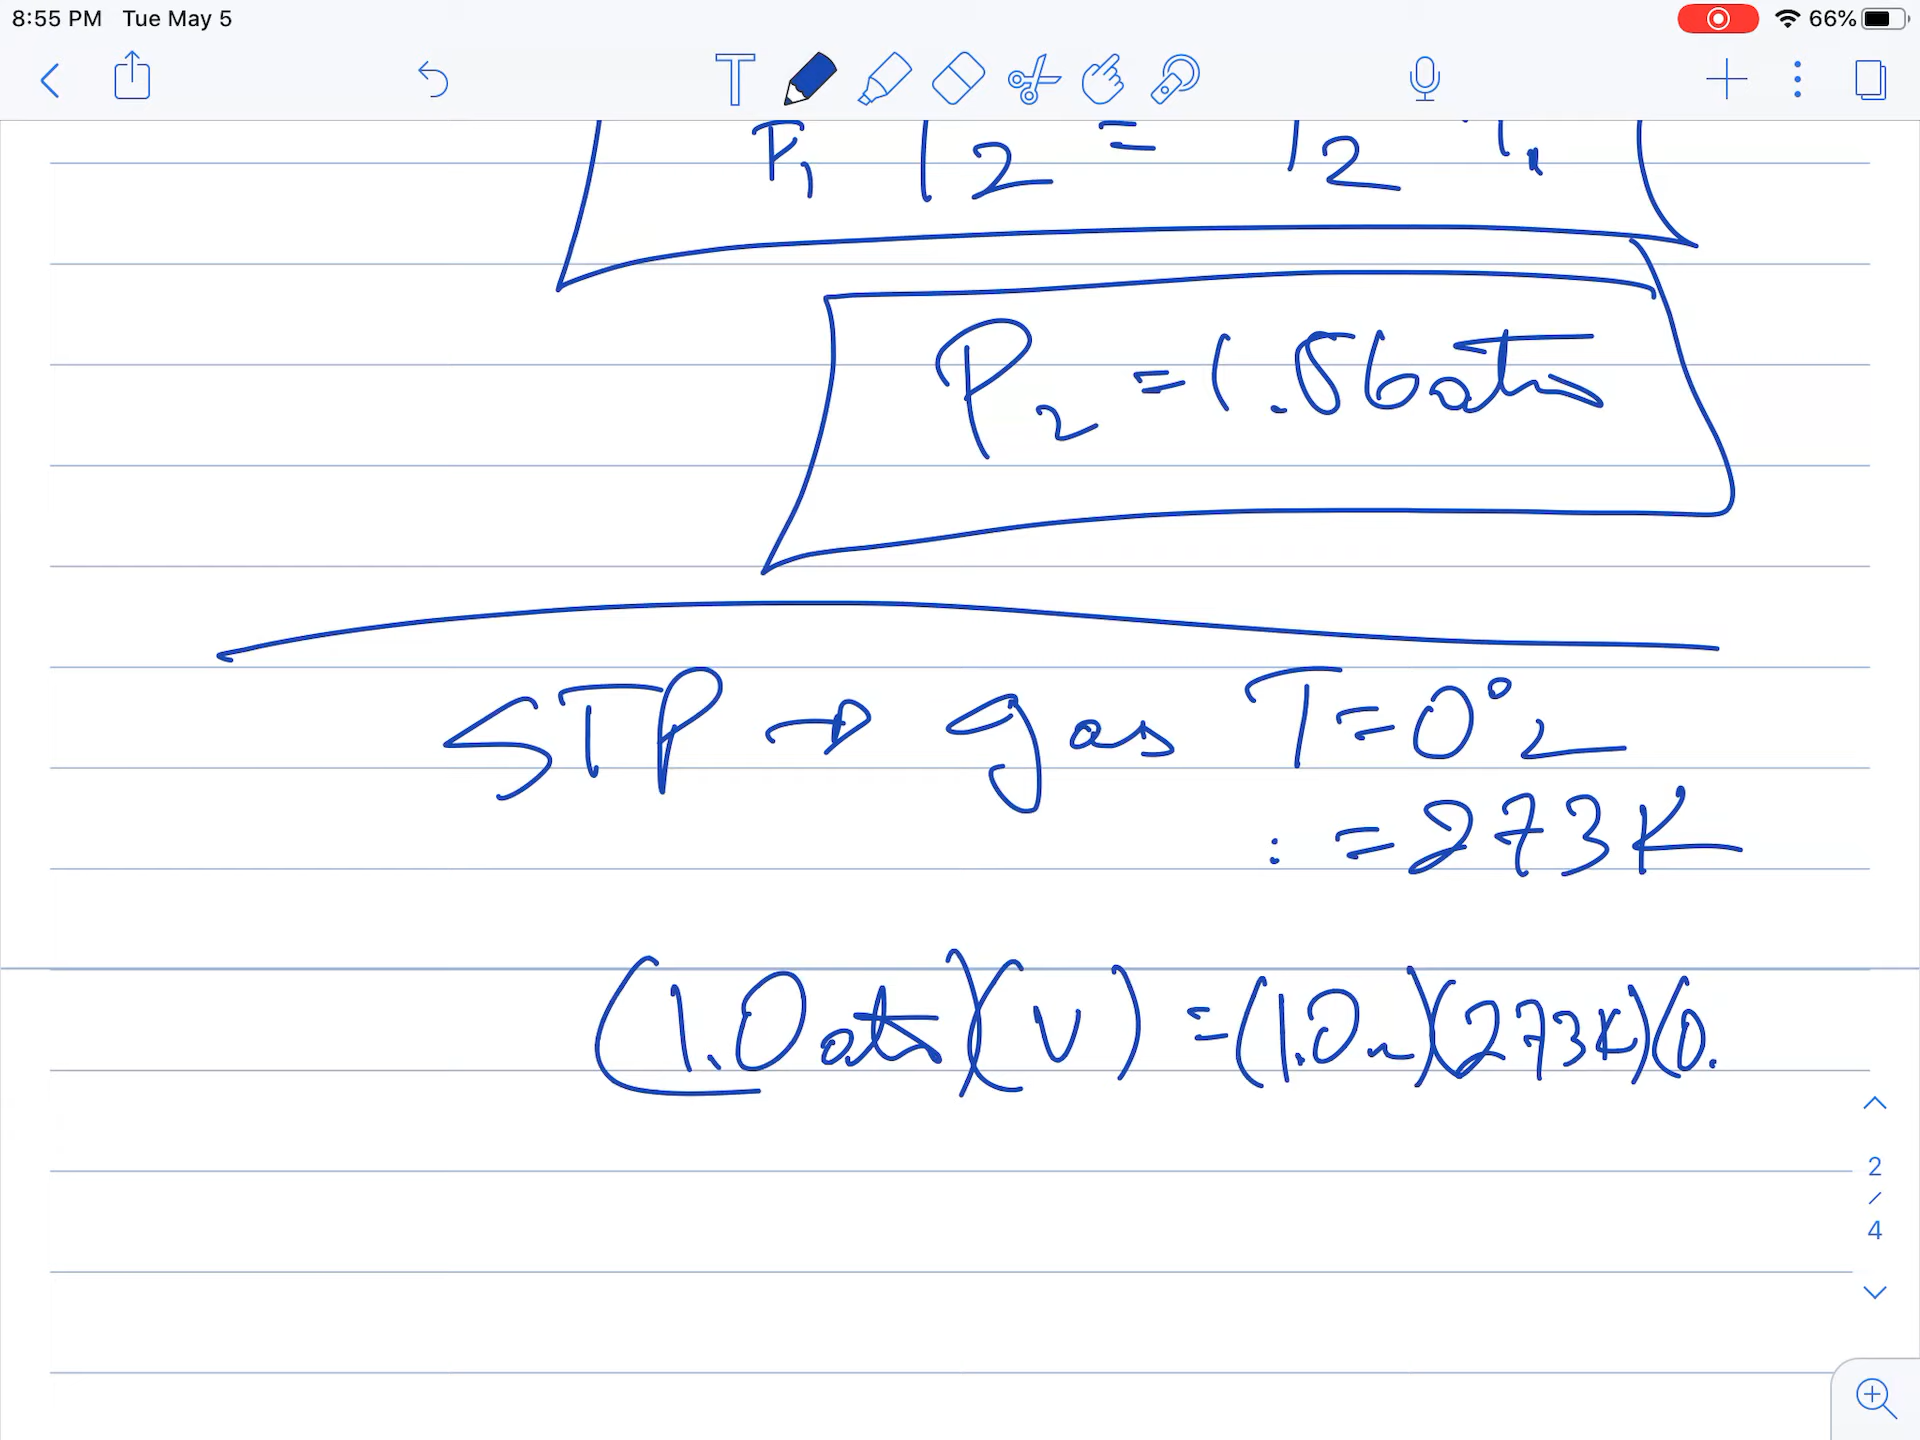 8:55 PM Tue May 5 66%
T
P₁ T₂ = T₂ · T₁
P₂ = 1.56 atm
STP → gas T = 0°C
: = 273 K
(1.0 atm)(V) = (1.0 n)(273 K)(0.
2
/
4